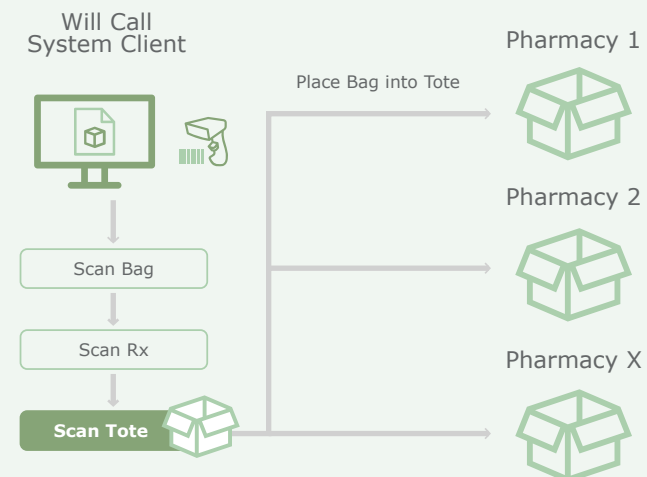 Will Call
System Client
Scan Bag
Scan Rx
Scan Tote
Place Bag into Tote
Pharmacy 1
Pharmacy 2
Pharmacy X